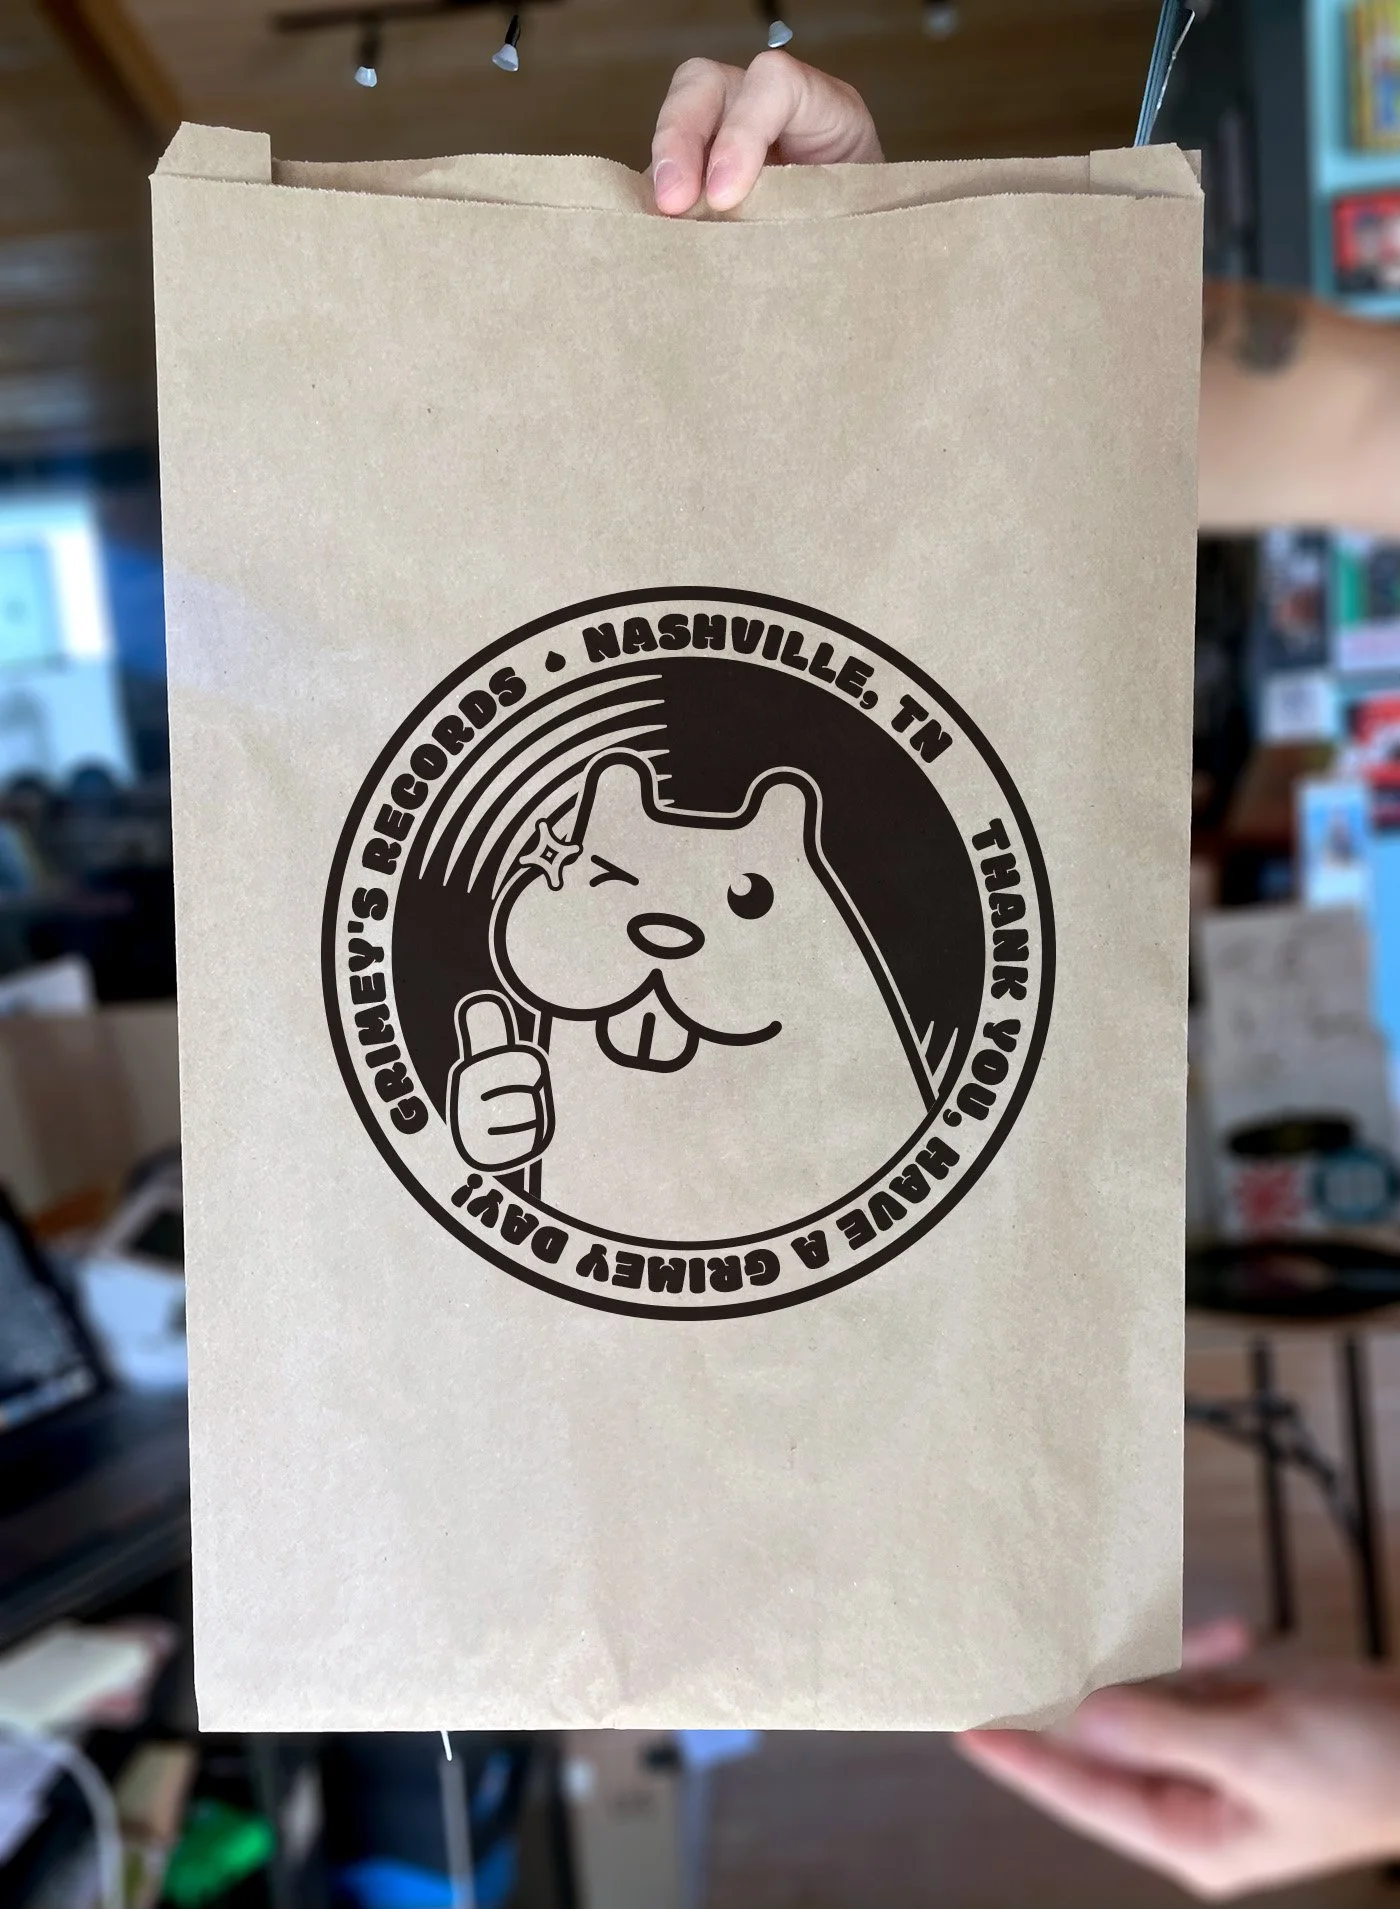 GRIMEY'S RECORDS • NASHVILLE, TN
THANK YOU, HAVE A GRIMEY DAY!